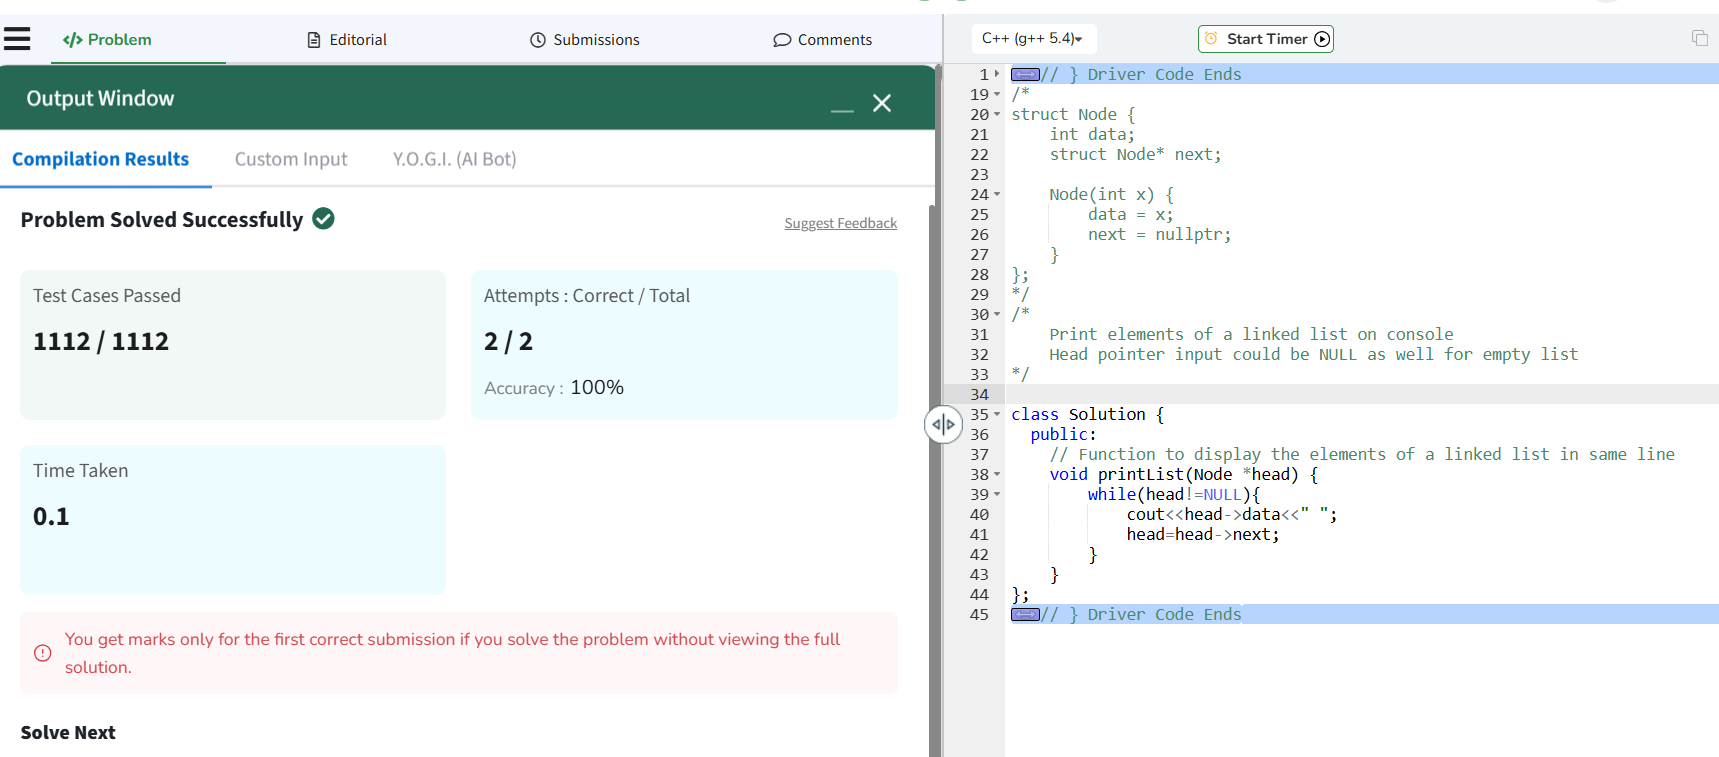 </> Problem
Editorial
Submissions
Comments
Output Window
Compilation Results
Custom Input
Y.O.G.I. (AI Bot)
Problem Solved Successfully
Suggest Feedback
Test Cases Passed
1112 / 1112
Attempts : Correct / Total
2 / 2
Accuracy : 100%
Time Taken
0.1
You get marks only for the first correct submission if you solve the problem without viewing the full
solution.
Solve Next
C++ (g++ 5.4)
Start Timer
1 // } Driver Code Ends
19 /*
20 struct Node {
21     int data;
22     struct Node* next;
23
24     Node(int x) {
25         data = x;
26         next = nullptr;
27     }
28 };
29 */
30 /*
31     Print elements of a linked list on console
32     Head pointer input could be NULL as well for empty list
33 */
34
35 class Solution {
36   public:
37     // Function to display the elements of a linked list in same line
38     void printList(Node *head) {
39         while(head!=NULL){
40             cout<<head->data<<" ";
41             head=head->next;
42         }
43     }
44 };
45 // } Driver Code Ends